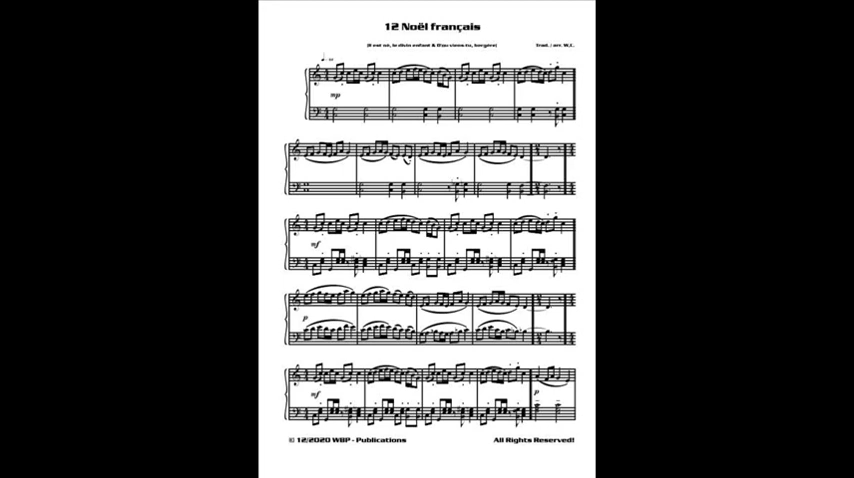 12 Noël français
(Il est né, le divin enfant & D'où viens-tu, bergère)
Trad. / arr. W.L.
mp
mf
p
mf
p
© 12/2020 WBP - Publications
All Rights Reserved!